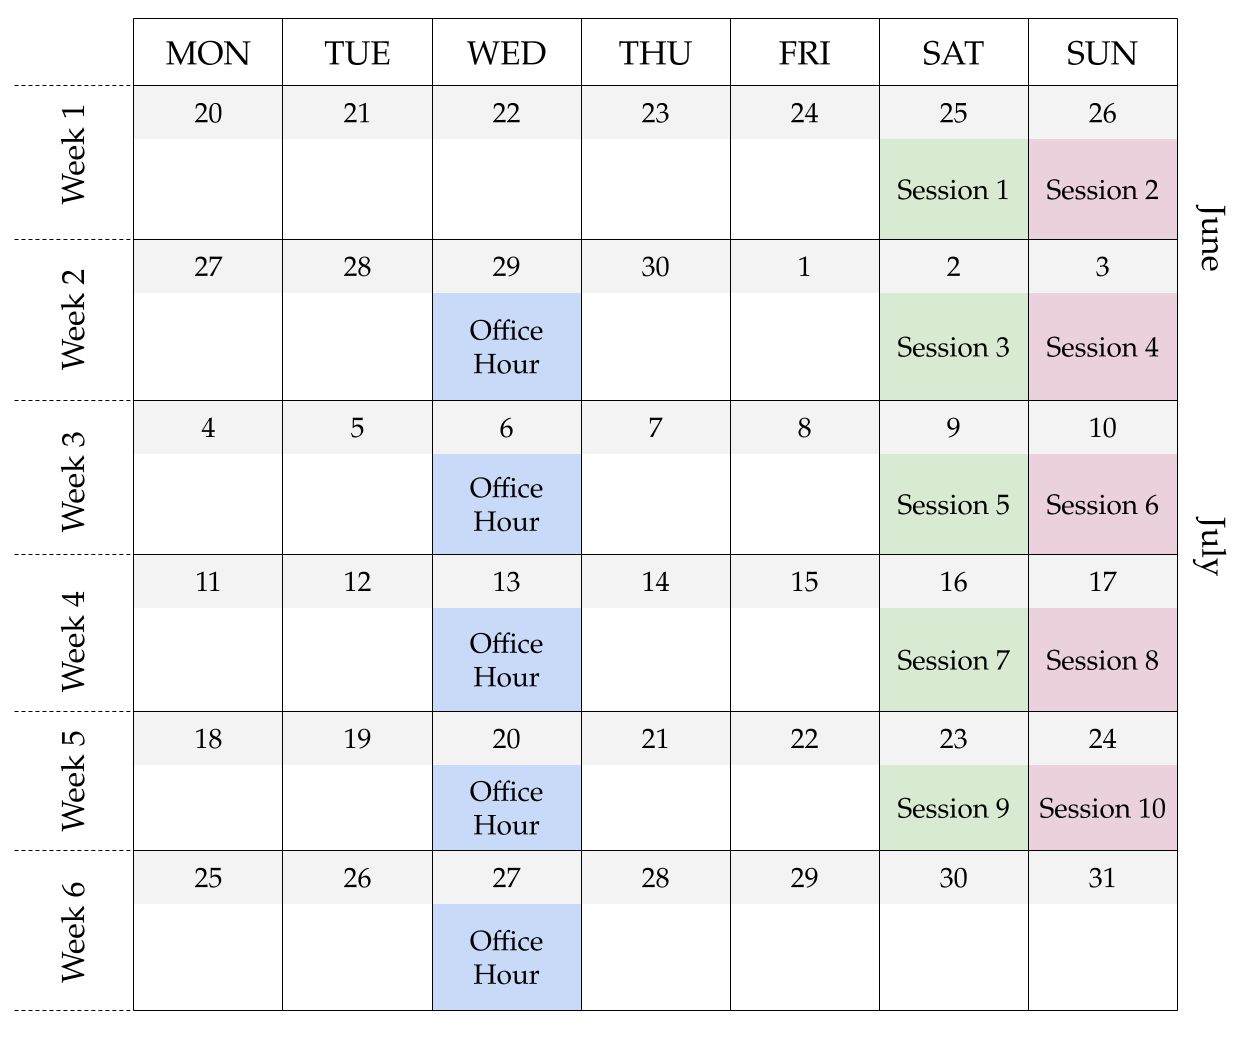 MON TUE WED THU FRI SAT SUN
Week 1
20 21 22 23 24 25 26
Session 1 Session 2
June
Week 2
27 28 29 30 1 2 3
Office
Hour
Session 3 Session 4
Week 3
4 5 6 7 8 9 10
Office
Hour
Session 5 Session 6
July
Week 4
11 12 13 14 15 16 17
Office
Hour
Session 7 Session 8
Week 5
18 19 20 21 22 23 24
Office
Hour
Session 9 Session 10
Week 6
25 26 27 28 29 30 31
Office
Hour